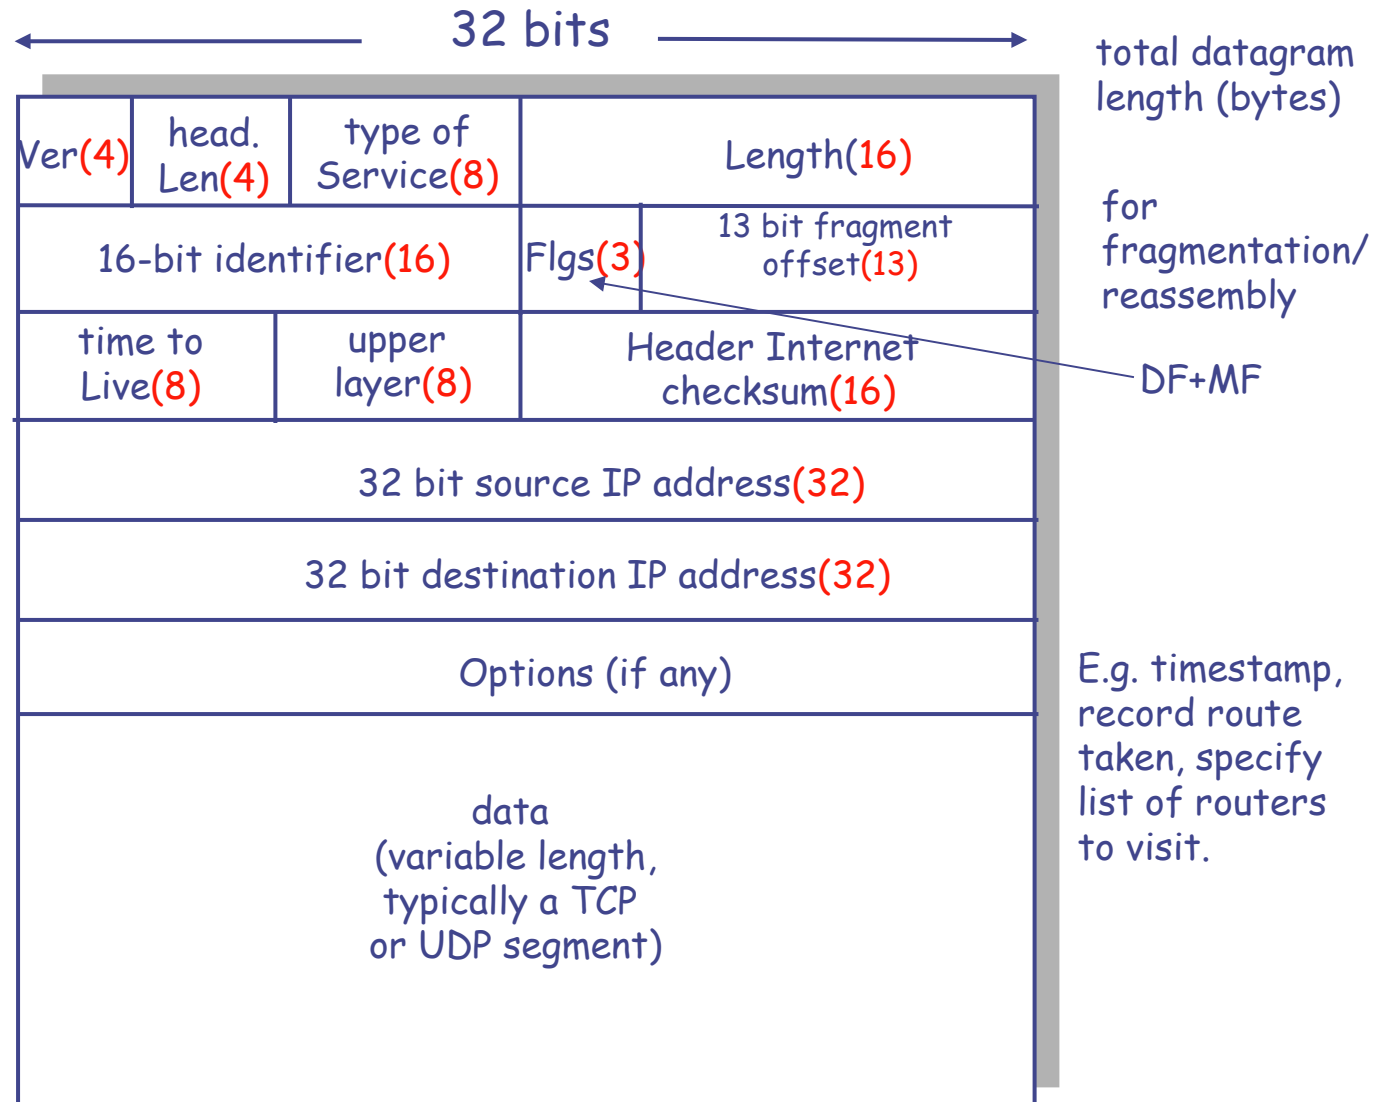 32 bits
total datagram
length (bytes)
Ver(4)
head.
Len(4)
type of
Service(8)
Length(16)
for
fragmentation/
reassembly
16-bit identifier(16)
Flgs(3)
13 bit fragment
offset(13)
time to
Live(8)
upper
layer(8)
Header Internet
checksum(16)
DF+MF
32 bit source IP address(32)
32 bit destination IP address(32)
Options (if any)
E.g. timestamp,
record route
taken, specify
list of routers
to visit.
data
(variable length,
typically a TCP
or UDP segment)